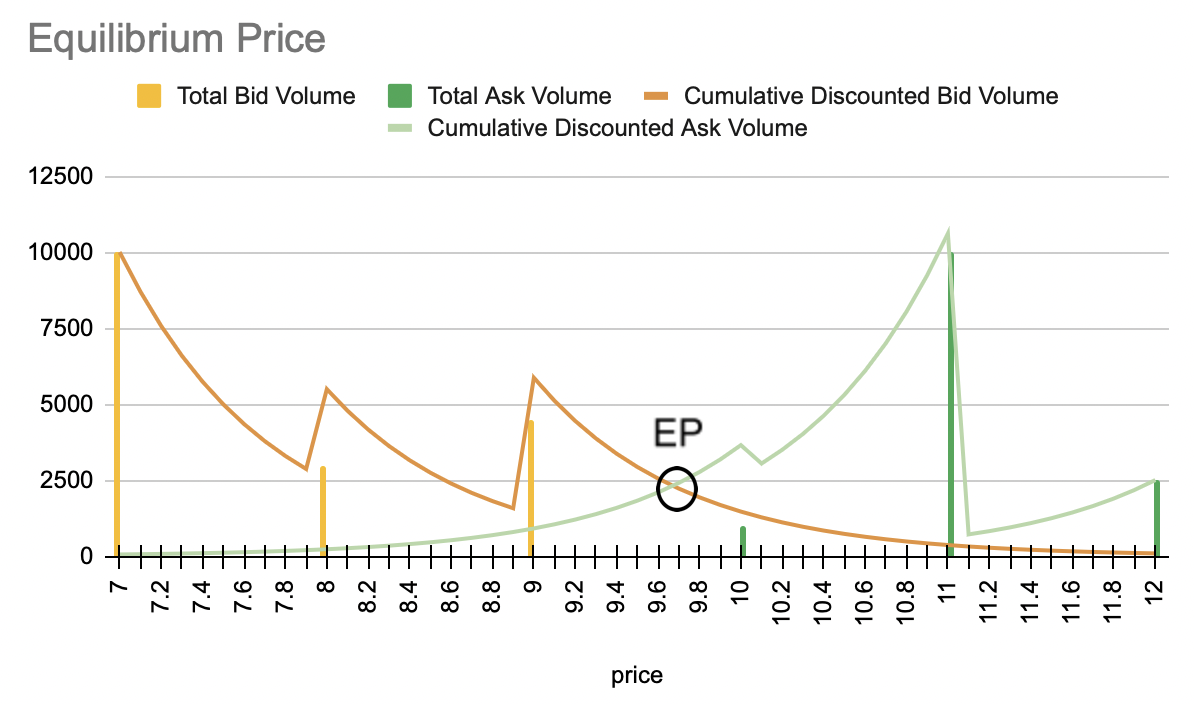 Equilibrium Price
Total Bid Volume Total Ask Volume Cumulative Discounted Bid Volume
Cumulative Discounted Ask Volume
12500
10000
7500
5000
2500
0
EP
7 7.2 7.4 7.6 7.8 8 8.2 8.4 8.6 8.8 9 9.2 9.4 9.6 9.8 10 10.2 10.4 10.6 10.8 11 11.2 11.4 11.6 11.8 12
price